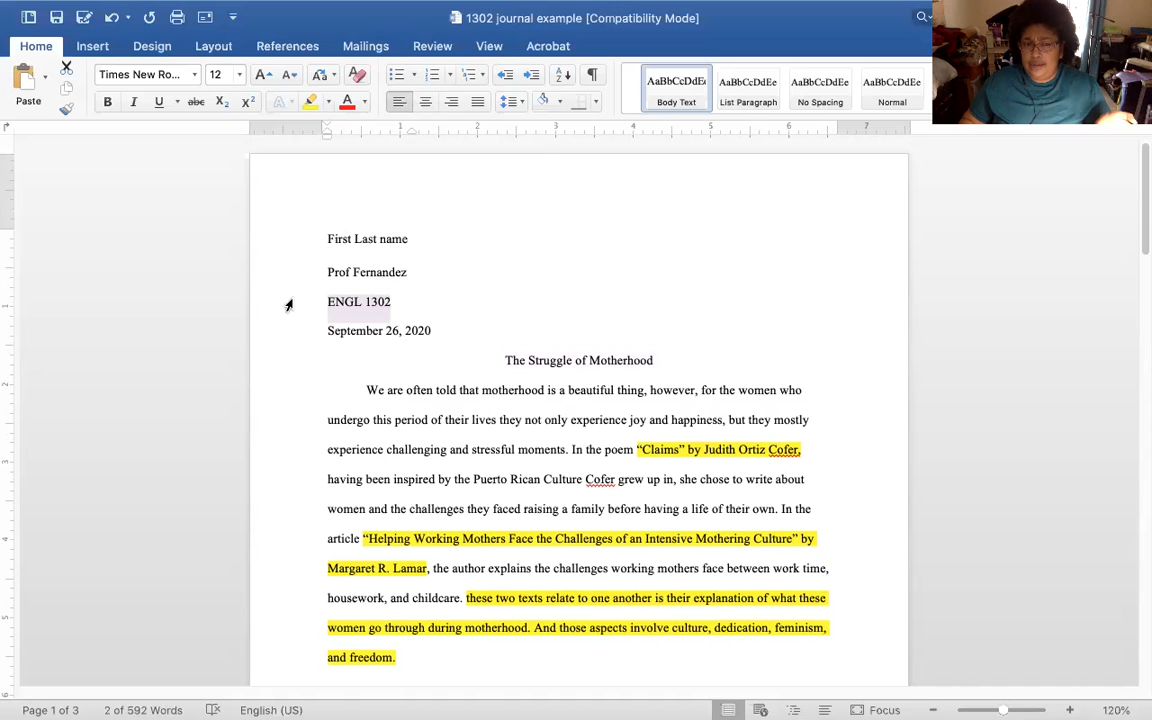 1302 journal example [Compatibility Mode]
Home Insert Design Layout References Mailings Review View Acrobat
Paste
Times New Ro... 12
AaBbCcDdE AaBbCcDdEe AaBbCcDdEe AaBbCcDdEe
Body Text List Paragraph No Spacing Normal
1 2 3 4 5 6 7
First Last name
Prof Fernandez
ENGL 1302
September 26, 2020
The Struggle of Motherhood
We are often told that motherhood is a beautiful thing, however, for the women who
undergo this period of their lives they not only experience joy and happiness, but they mostly
experience challenging and stressful moments. In the poem “Claims” by Judith Ortiz Cofer,
having been inspired by the Puerto Rican Culture Cofer grew up in, she chose to write about
women and the challenges they faced raising a family before having a life of their own. In the
article “Helping Working Mothers Face the Challenges of an Intensive Mothering Culture” by
Margaret R. Lamar, the author explains the challenges working mothers face between work time,
housework, and childcare. these two texts relate to one another is their explanation of what these
women go through during motherhood. And those aspects involve culture, dedication, feminism,
and freedom.
Page 1 of 3 2 of 592 Words English (US) Focus 120%